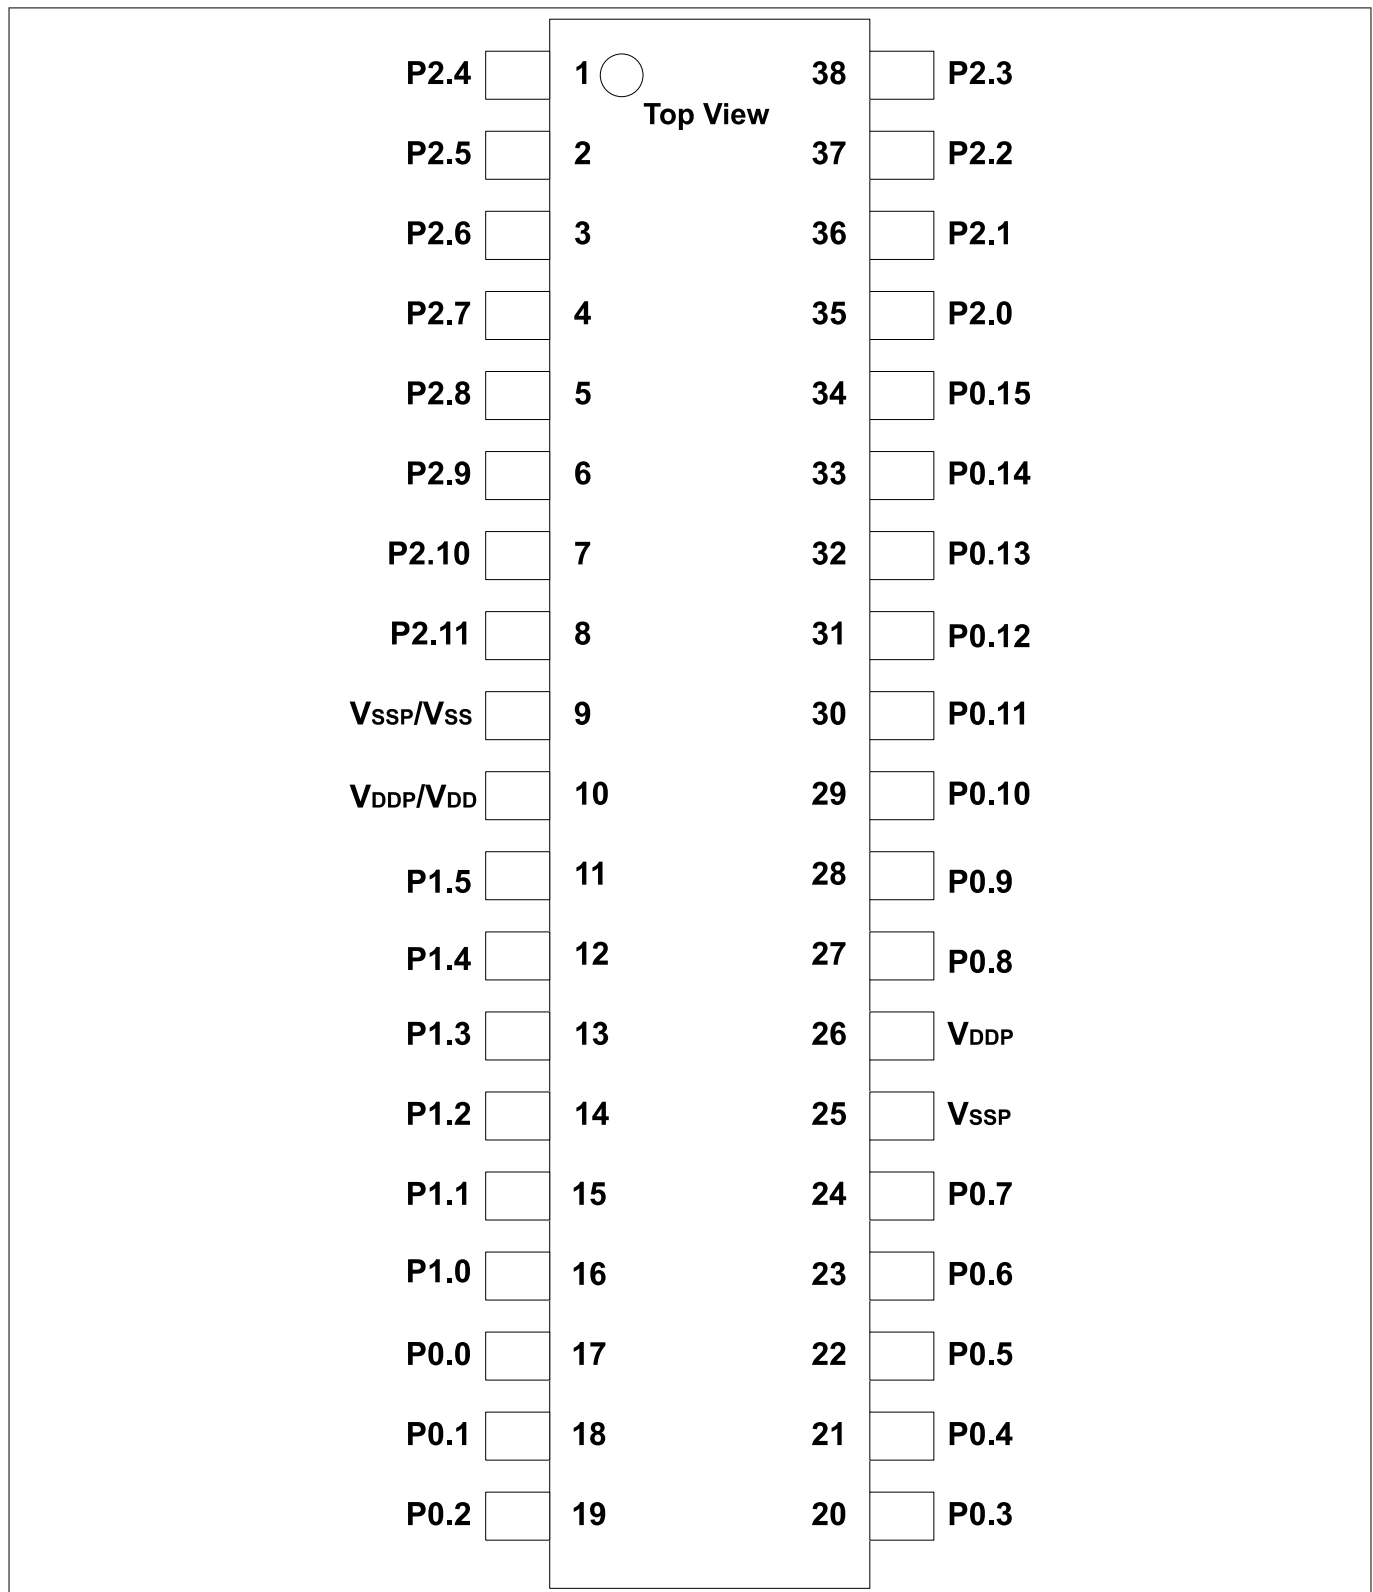 P2.4 1 38 P2.3
Top View
P2.5 2 37 P2.2
P2.6 3 36 P2.1
P2.7 4 35 P2.0
P2.8 5 34 P0.15
P2.9 6 33 P0.14
P2.10 7 32 P0.13
P2.11 8 31 P0.12
VSSP/VSS 9 30 P0.11
VDDP/VDD 10 29 P0.10
P1.5 11 28 P0.9
P1.4 12 27 P0.8
P1.3 13 26 VDDP
P1.2 14 25 VSSP
P1.1 15 24 P0.7
P1.0 16 23 P0.6
P0.0 17 22 P0.5
P0.1 18 21 P0.4
P0.2 19 20 P0.3